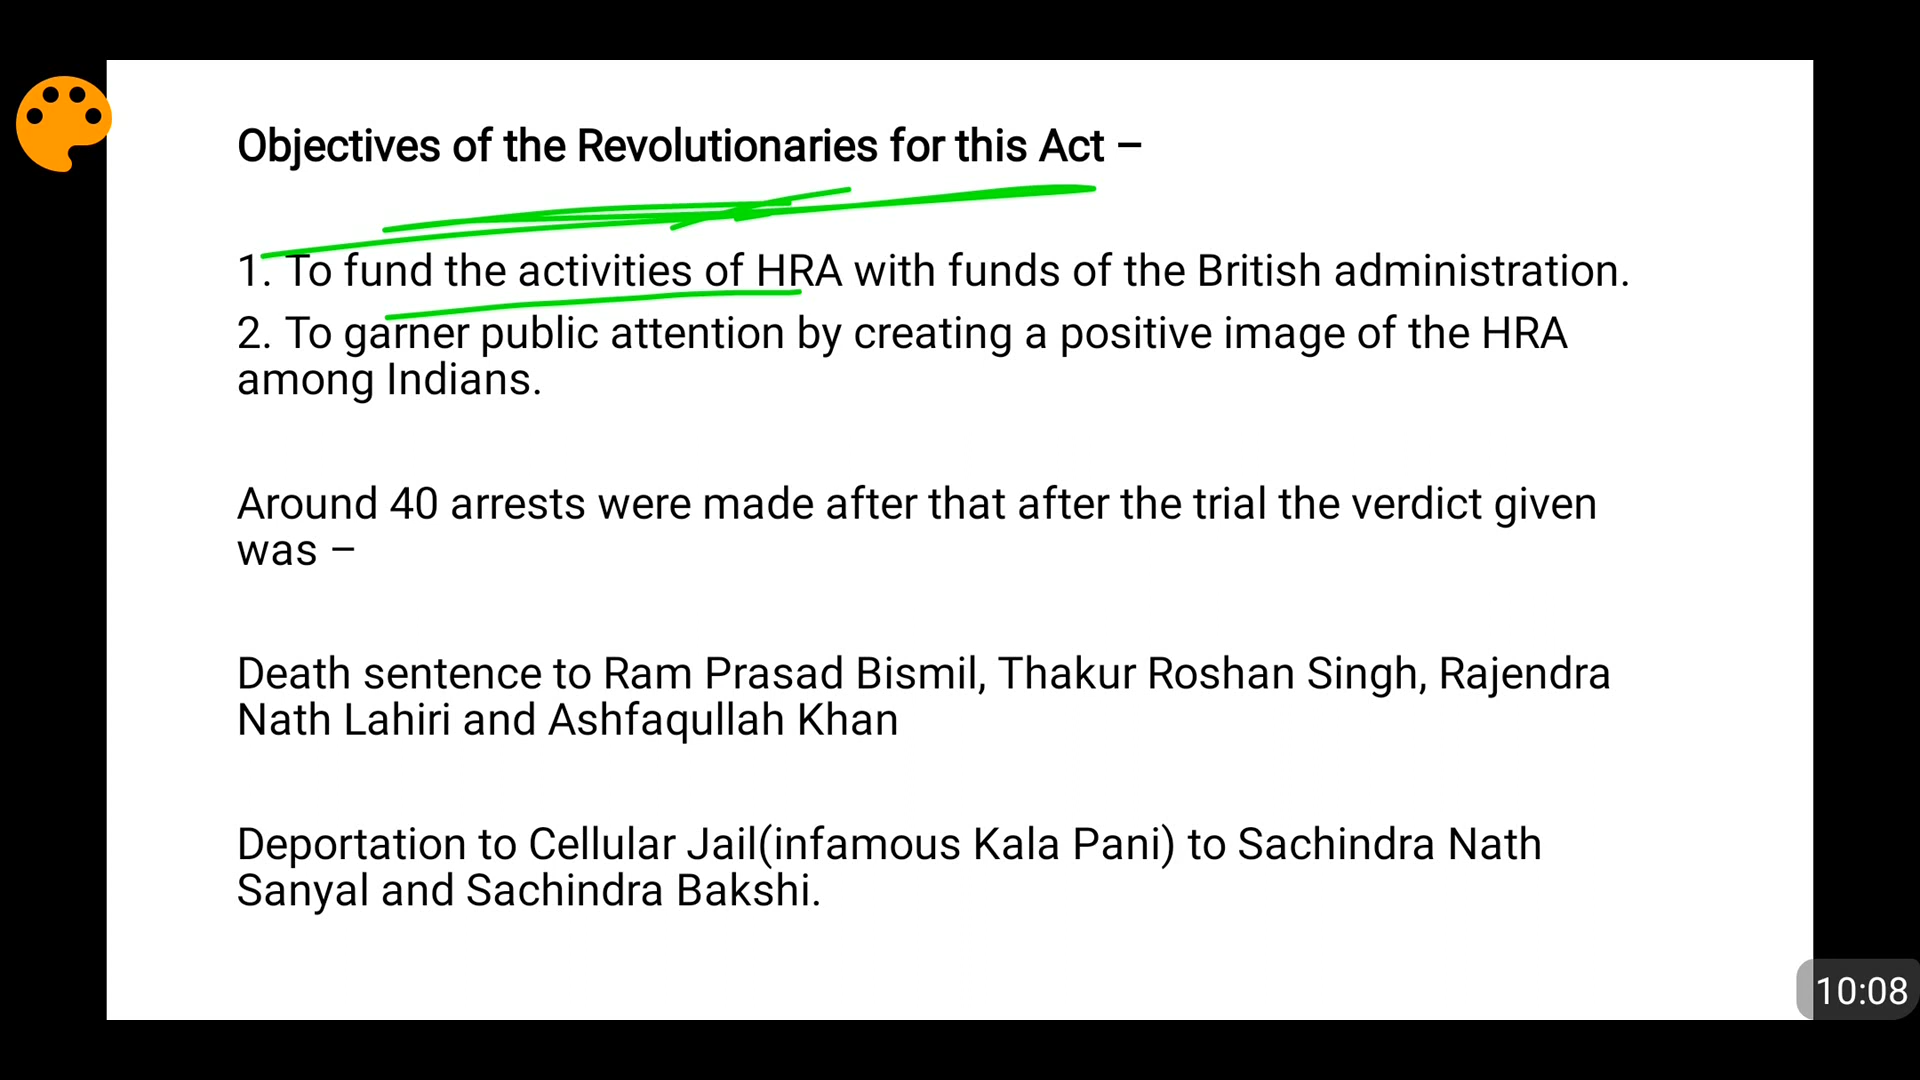 Objectives of the Revolutionaries for this Act –
1. To fund the activities of HRA with funds of the British administration.
2. To garner public attention by creating a positive image of the HRA
among Indians.
Around 40 arrests were made after that after the trial the verdict given
was –
Death sentence to Ram Prasad Bismil, Thakur Roshan Singh, Rajendra
Nath Lahiri and Ashfaqullah Khan
Deportation to Cellular Jail(infamous Kala Pani) to Sachindra Nath
Sanyal and Sachindra Bakshi.
10:08